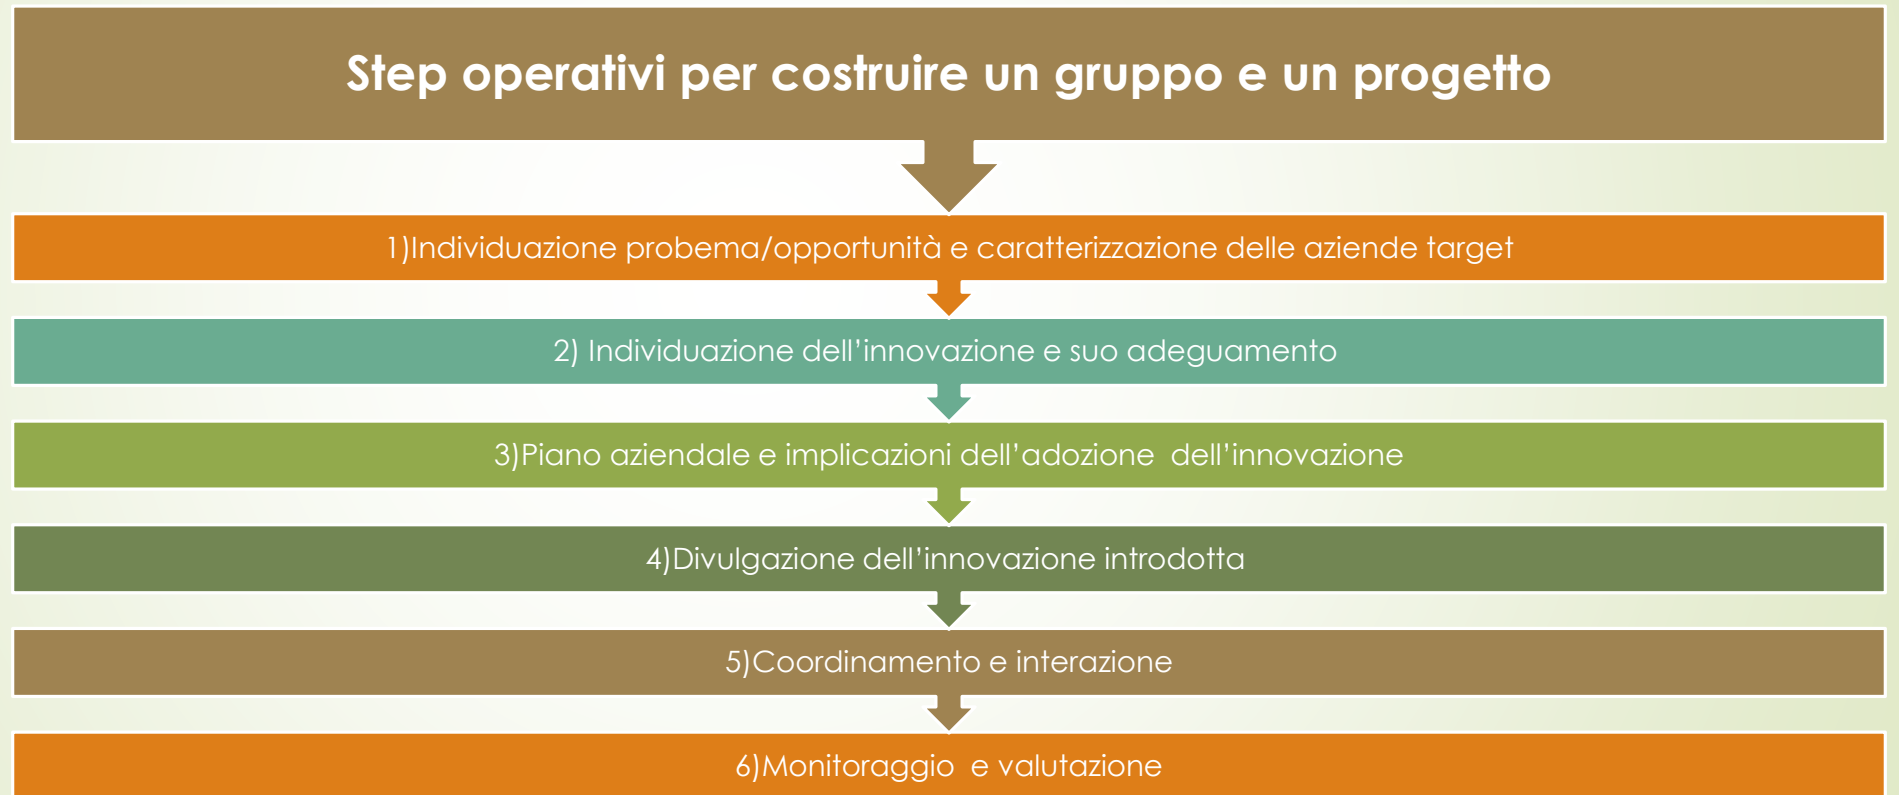 Step operativi per costruire un gruppo e un progetto
1)Individuazione probema/opportunità e caratterizzazione delle aziende target
2) Individuazione dell’innovazione e suo adeguamento
3)Piano aziendale e implicazioni dell’adozione  dell’innovazione
4)Divulgazione dell’innovazione introdotta
5)Coordinamento e interazione
6)Monitoraggio  e valutazione